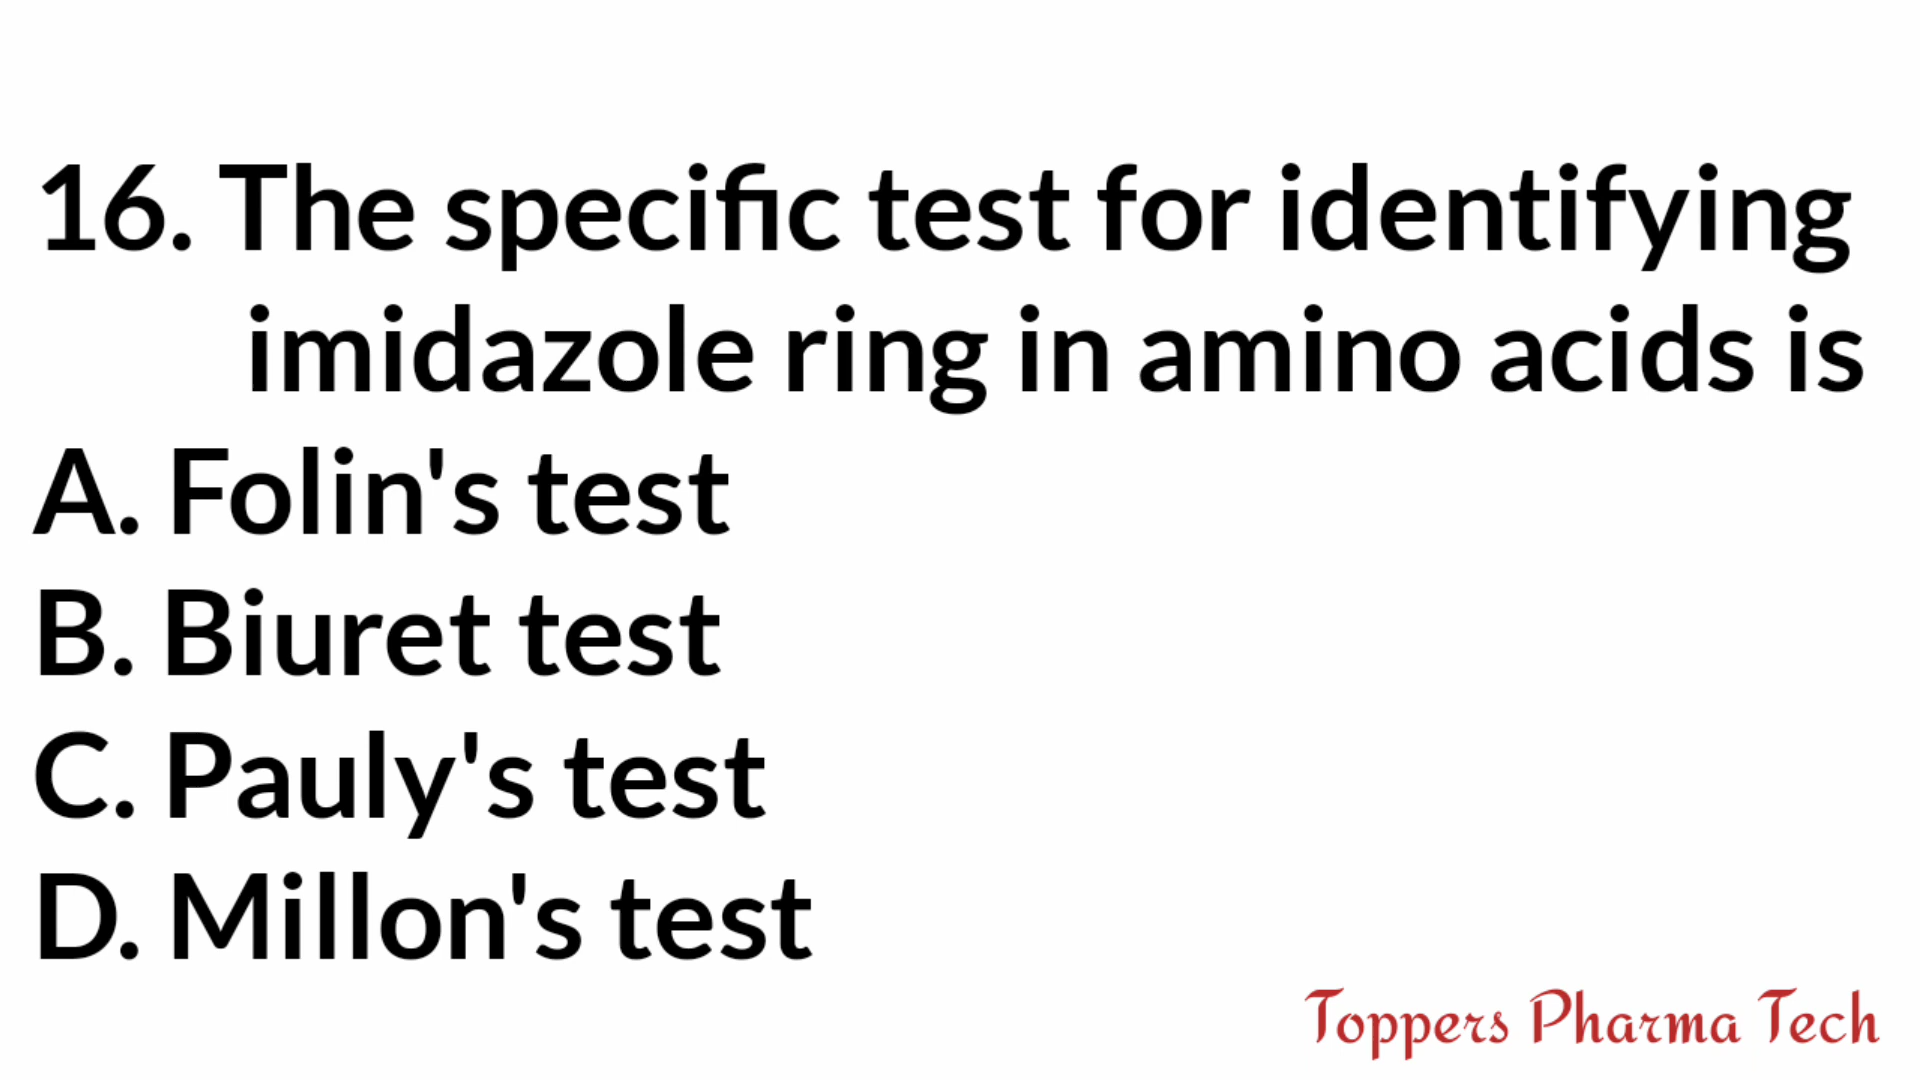 16. The specific test for identifying
imidazole ring in amino acids is
A. Folin's test
B. Biuret test
C. Pauly's test
D. Millon's test
Toppers Pharma Tech